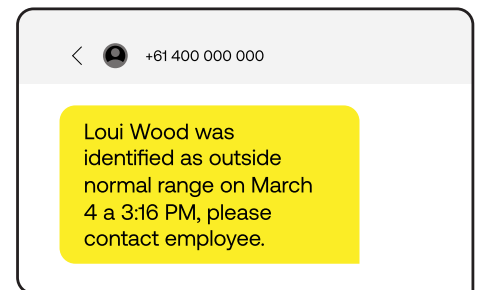 +61 400 000 000
Loui Wood was
identified as outside
normal range on March
4 a 3:16 PM, please
contact employee.